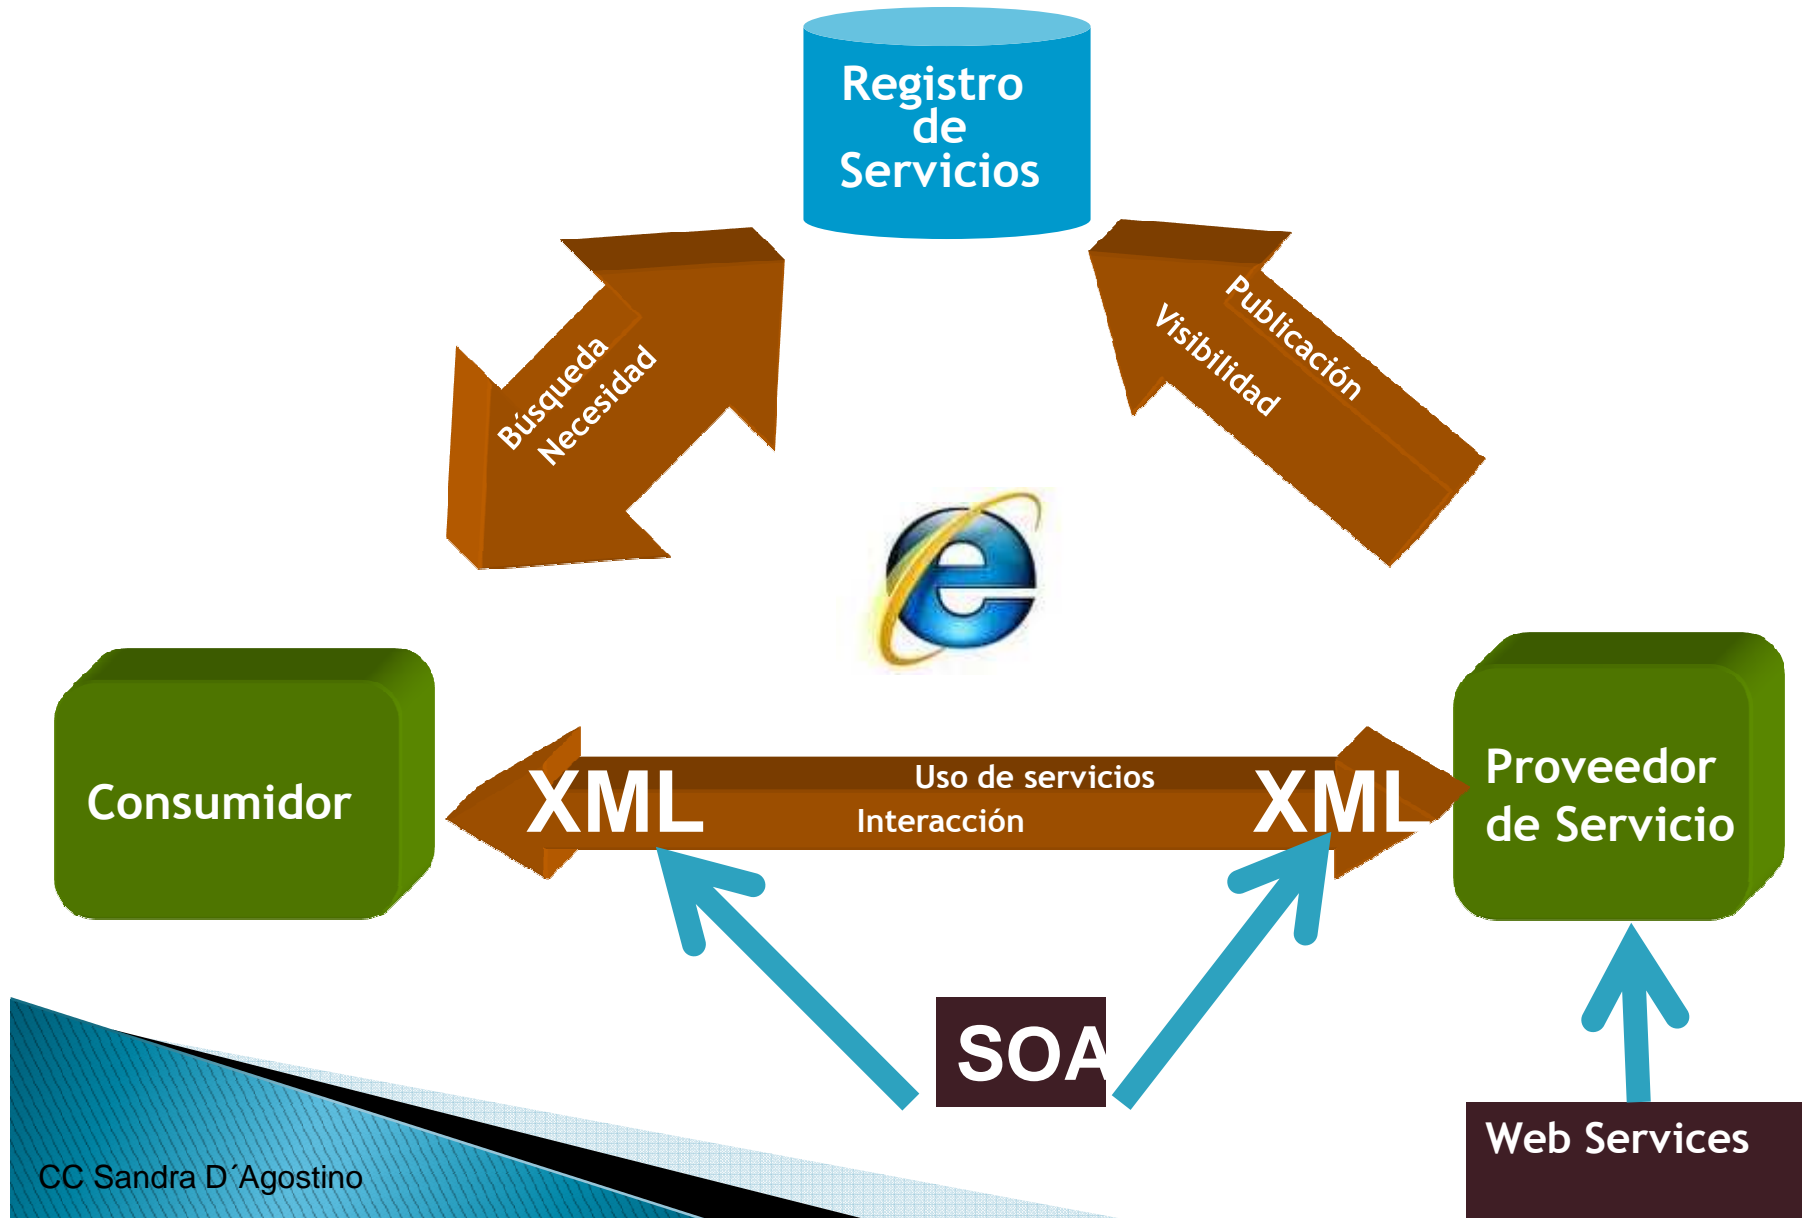 Registro
de
Servicios
Búsqueda
Necesidad
Publicación
Visibilidad
Consumidor
XML
Uso de servicios
Interacción
XML
Proveedor
de Servicio
SOA
Web Services
CC Sandra D´Agostino